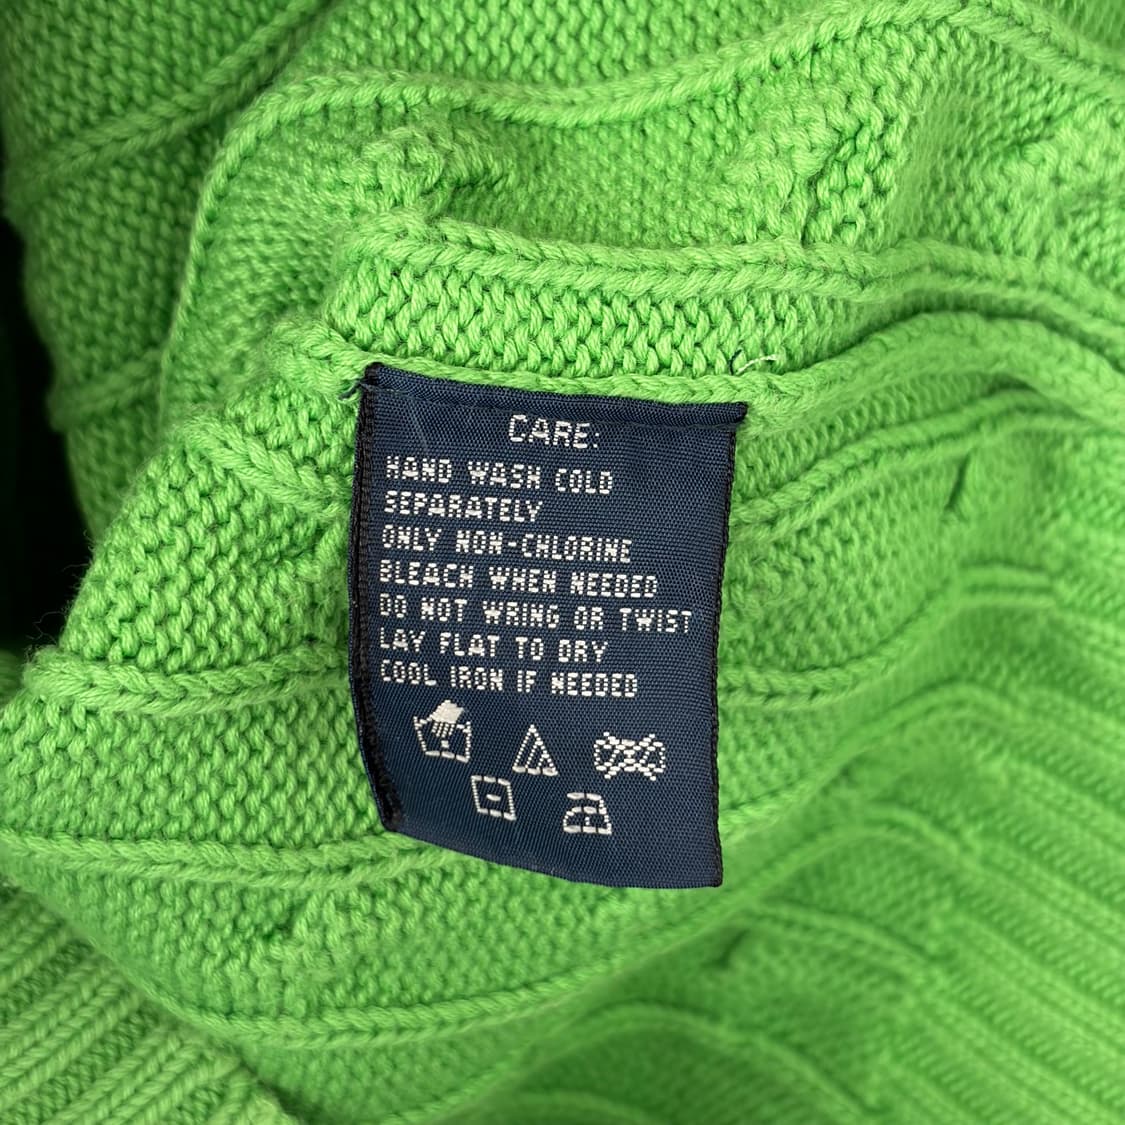 CARE:
HAND WASH COLD
SEPARATELY
ONLY NON-CHLORINE
BLEACH WHEN NEEDED
DO NOT WRING OR TWIST
LAY FLAT TO DRY
COOL IRON IF NEEDED